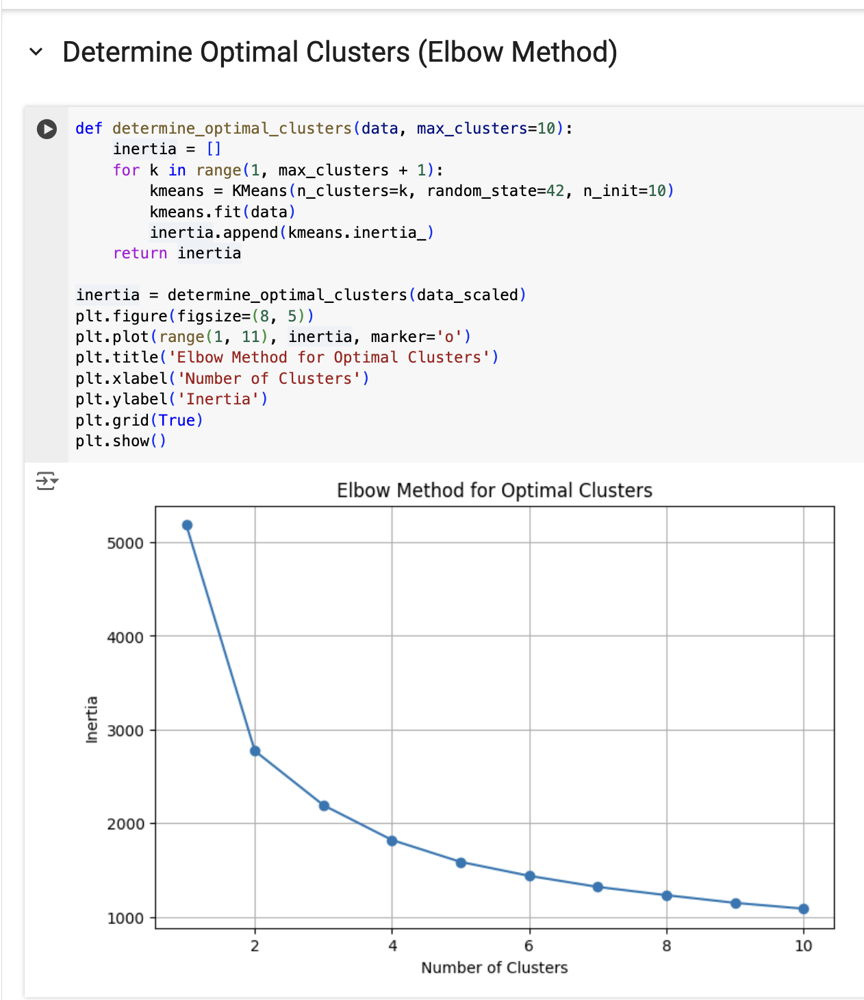 Determine Optimal Clusters (Elbow Method)
def determine_optimal_clusters(data, max_clusters=10):
    inertia = []
    for k in range(1, max_clusters + 1):
        kmeans = KMeans(n_clusters=k, random_state=42, n_init=10)
        kmeans.fit(data)
        inertia.append(kmeans.inertia_)
    return inertia

inertia = determine_optimal_clusters(data_scaled)
plt.figure(figsize=(8, 5))
plt.plot(range(1, 11), inertia, marker='o')
plt.title('Elbow Method for Optimal Clusters')
plt.xlabel('Number of Clusters')
plt.ylabel('Inertia')
plt.grid(True)
plt.show()
Elbow Method for Optimal Clusters
5000
4000
3000
2000
1000
Inertia
2 4 6 8 10
Number of Clusters